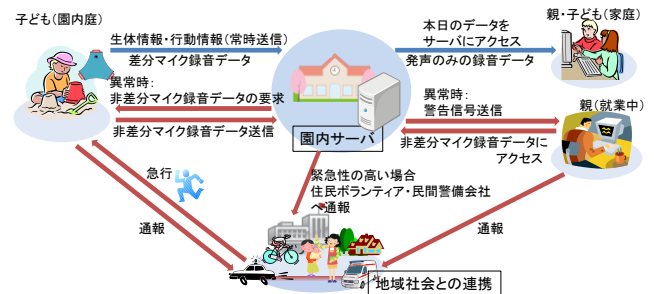 子ども(園内庭)
生体情報・行動情報(常時送信)
差分マイク録音データ
異常時:
非差分マイク録音データの要求
非差分マイク録音データ送信
園内サーバ
本日のデータを
サーバにアクセス
発声のみの録音データ
親・子ども(家庭)
異常時:
警告信号送信
非差分マイク録音データに
アクセス
親(就業中)
急行
通報
緊急性の高い場合
住民ボランティア・民間警備会社
へ通報
通報
地域社会との連携